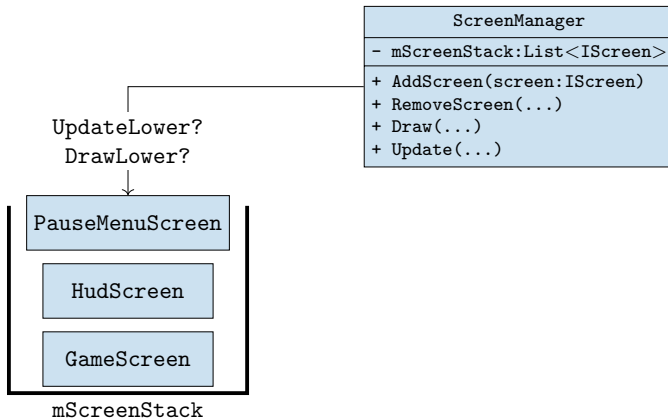 ScreenManager
- mScreenStack:List<IScreen>
+ AddScreen(screen:IScreen)
+ RemoveScreen(...)
+ Draw(...)
+ Update(...)
UpdateLower?
DrawLower?
PauseMenuScreen
HudScreen
GameScreen
mScreenStack